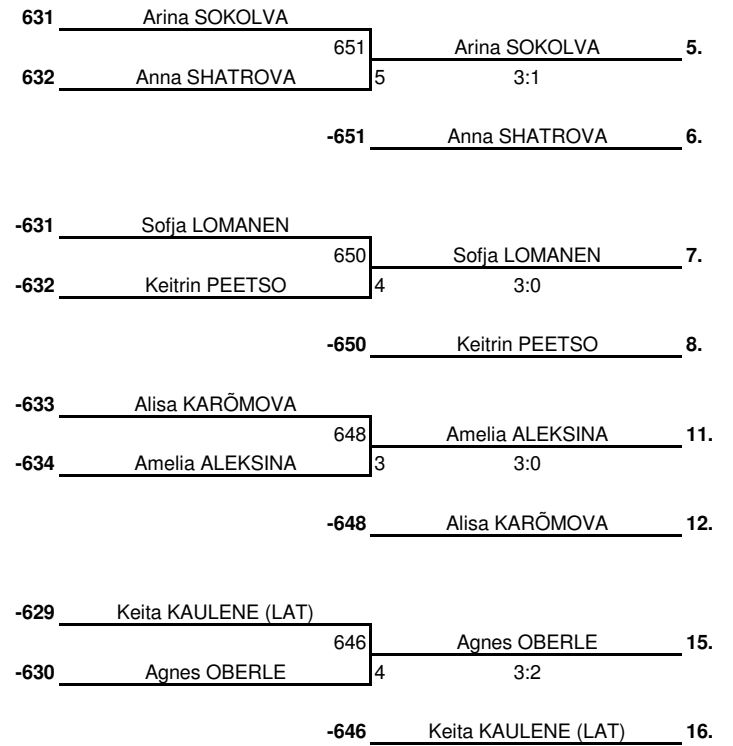 631 Arina SOKOLVA
651 Arina SOKOLVA 5.
632 Anna SHATROVA 5 3:1
-651 Anna SHATROVA 6.
-631 Sofja LOMANEN
650 Sofja LOMANEN 7.
-632 Keitrin PEETSO 4 3:0
-650 Keitrin PEETSO 8.
-633 Alisa KARÕMOVA
648 Amelia ALEKSINA 11.
-634 Amelia ALEKSINA 3 3:0
-648 Alisa KARÕMOVA 12.
-629 Keita KAULENE (LAT)
646 Agnes OBERLE 15.
-630 Agnes OBERLE 4 3:2
-646 Keita KAULENE (LAT) 16.